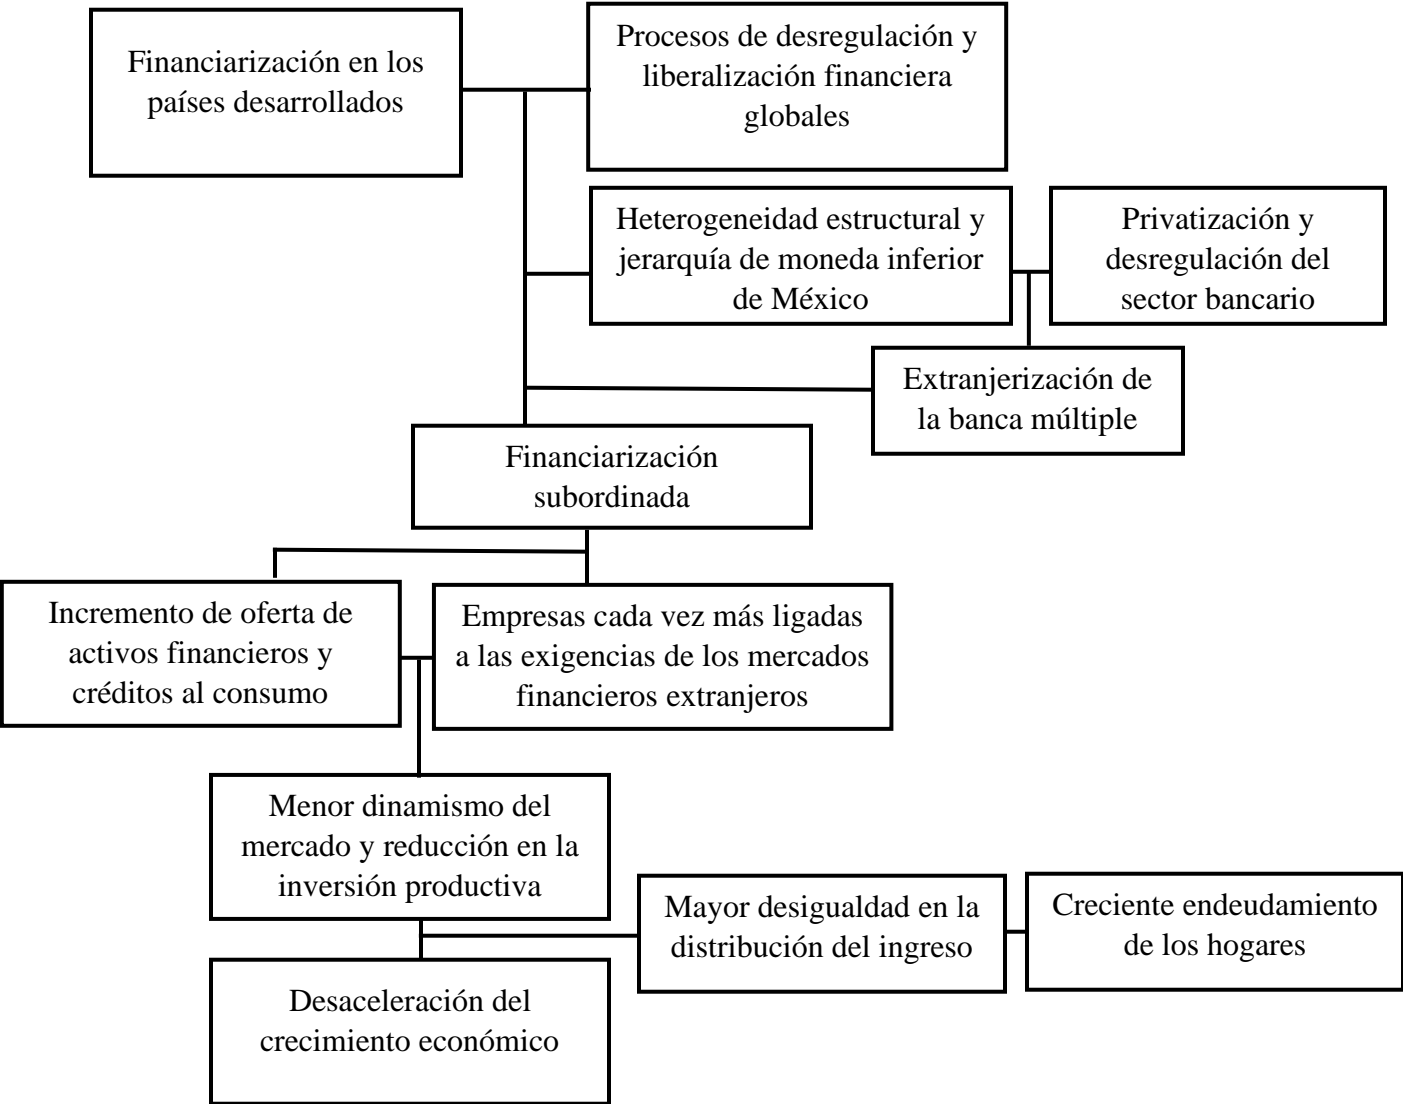 Financiarización en los
países desarrollados
Procesos de desregulación y
liberalización financiera
globales
Heterogeneidad estructural y
jerarquía de moneda inferior
de México
Privatización y
desregulación del
sector bancario
Extranjerización de
la banca múltiple
Financiarización
subordinada
Incremento de oferta de
activos financieros y
créditos al consumo
Empresas cada vez más ligadas
a las exigencias de los mercados
financieros extranjeros
Menor dinamismo del
mercado y reducción en la
inversión productiva
Mayor desigualdad en la
distribución del ingreso
Creciente endeudamiento
de los hogares
Desaceleración del
crecimiento económico